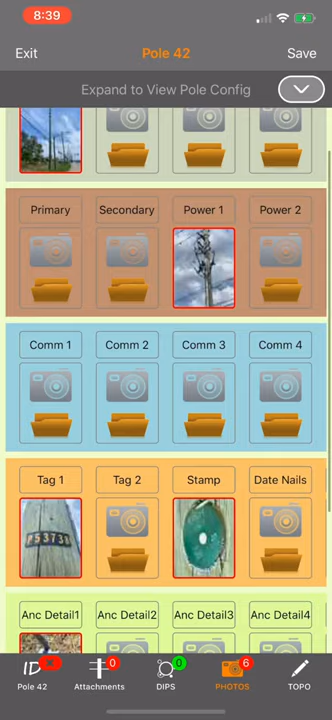 8:39
Exit Pole 42 Save
Expand to View Pole Config
Primary Secondary Power 1 Power 2
Comm 1 Comm 2 Comm 3 Comm 4
Tag 1 Tag 2 Stamp Date Nails
P53738
Anc Detail1 Anc Detail2 Anc Detail3 Anc Detail4
ID 0 0 6
Pole 42 Attachments DIPS PHOTOS TOPO